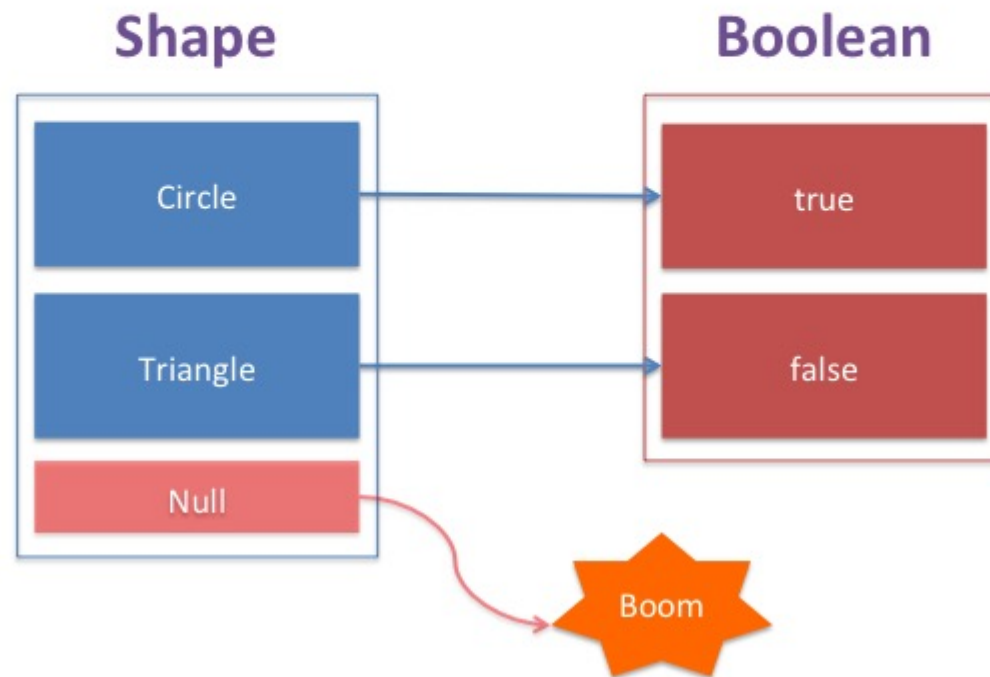 Shape
Boolean
Circle
true
Triangle
false
Null
Boom